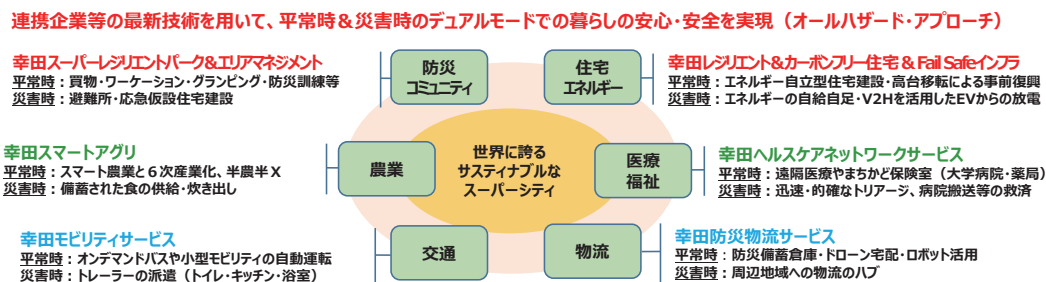 連携企業等の最新技術を用いて、平常時&災害時のデュアルモードでの暮らしの安心・安全を実現（オールハザード・アプローチ）
幸田スーパーレジリエントパーク&エリアマネジメント
平常時：買物・ワーケーション・グランピング・防災訓練等
災害時：避難所・応急仮設住宅建設
防災
コミュニティ
住宅
エネルギー
幸田レジリエント&カーボンフリー住宅 & Fail Safeインフラ
平常時：エネルギー自立型住宅建設・高台移転による事前復興
災害時：エネルギーの自給自足・V2Hを活用したEVからの放電
幸田スマートアグリ
平常時：スマート農業と６次産業化、半農半X
災害時：備蓄された食の供給・炊き出し
農業
世界に誇る
サスティナブルな
スーパーシティ
医療
福祉
幸田ヘルスケアネットワークサービス
平常時：遠隔医療やまちかど保険室（大学病院・薬局）
災害時：迅速・的確なトリアージ、病院搬送等の救済
幸田モビリティサービス
平常時：オンデマンドバスや小型モビリティの自動運転
災害時：トレーラーの派遣（トイレ・キッチン・浴室）
交通
物流
幸田防災物流サービス
平常時：防災備蓄倉庫・ドローン宅配・ロボット活用
災害時：周辺地域への物流のハブ